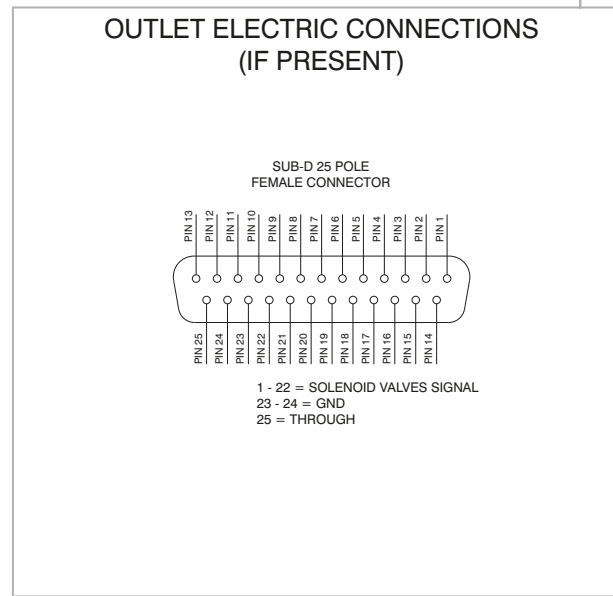 OUTLET ELECTRIC CONNECTIONS
(IF PRESENT)
SUB-D 25 POLE
FEMALE CONNECTOR
PIN 13
PIN 12
PIN 11
PIN 10
PIN 9
PIN 8
PIN 7
PIN 6
PIN 5
PIN 4
PIN 3
PIN 2
PIN 1
PIN 25
PIN 24
PIN 23
PIN 22
PIN 21
PIN 20
PIN 19
PIN 18
PIN 17
PIN 16
PIN 15
PIN 14
1 - 22 = SOLENOID VALVES SIGNAL
23 - 24 = GND
25 = THROUGH